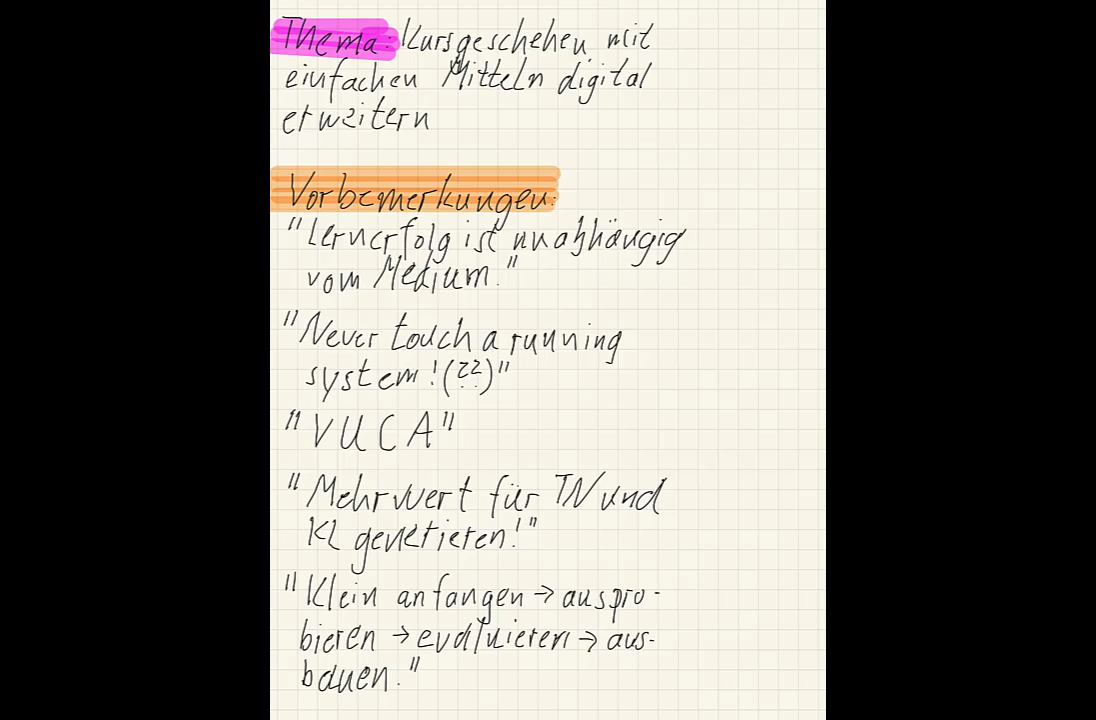 Thema: Kursgeschehen mit
einfachen Mitteln digital
erweitern
Vorbemerkungen:
"Lernerfolg ist unabhängig
vom Medium."
"Never touch a running
system!(??)"
"VUCA"
"Mehrwert für TN und
KL generieren!"
"Klein anfangen → auspro-
bieren → evaluieren → aus-
bauen."